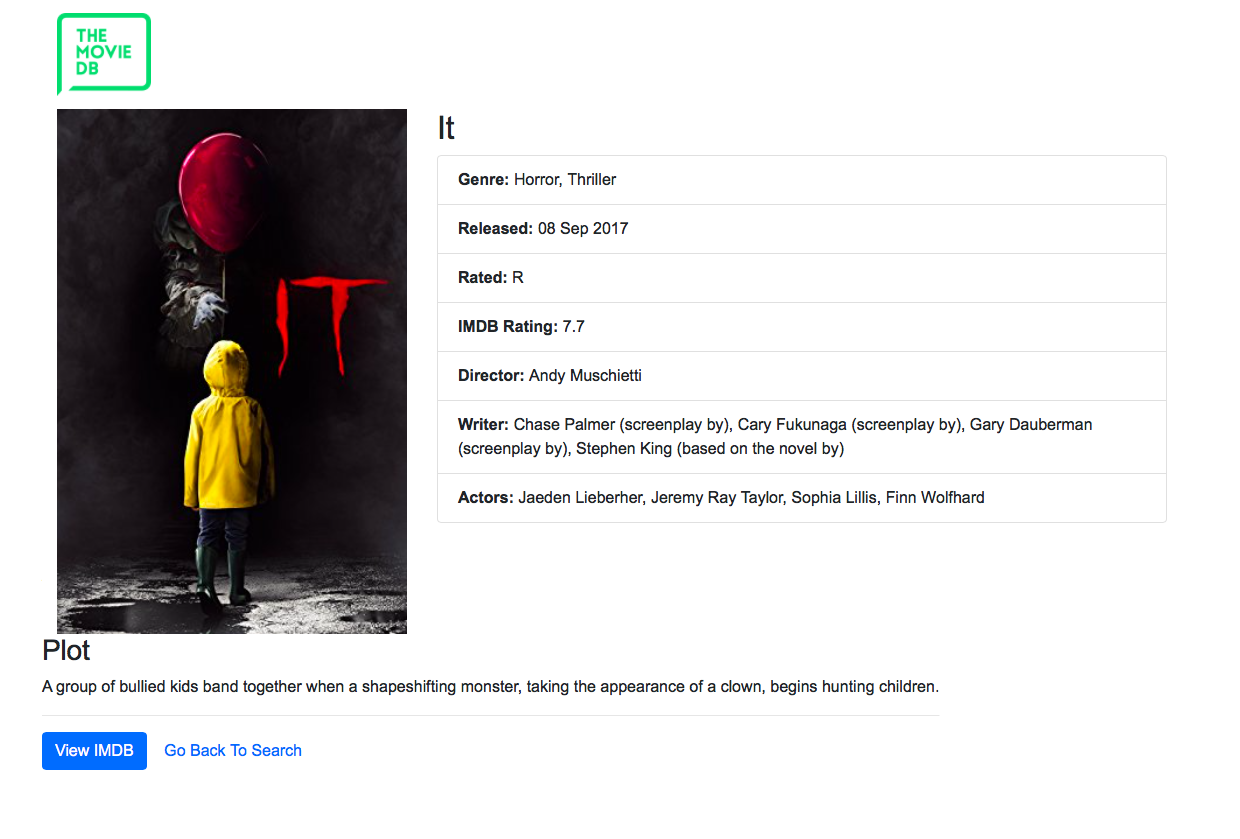 THE
MOVIE
DB
IT
It
Genre: Horror, Thriller
Released: 08 Sep 2017
Rated: R
IMDB Rating: 7.7
Director: Andy Muschietti
Writer: Chase Palmer (screenplay by), Cary Fukunaga (screenplay by), Gary Dauberman
(screenplay by), Stephen King (based on the novel by)
Actors: Jaeden Lieberher, Jeremy Ray Taylor, Sophia Lillis, Finn Wolfhard
Plot
A group of bullied kids band together when a shapeshifting monster, taking the appearance of a clown, begins hunting children.
View IMDB Go Back To Search